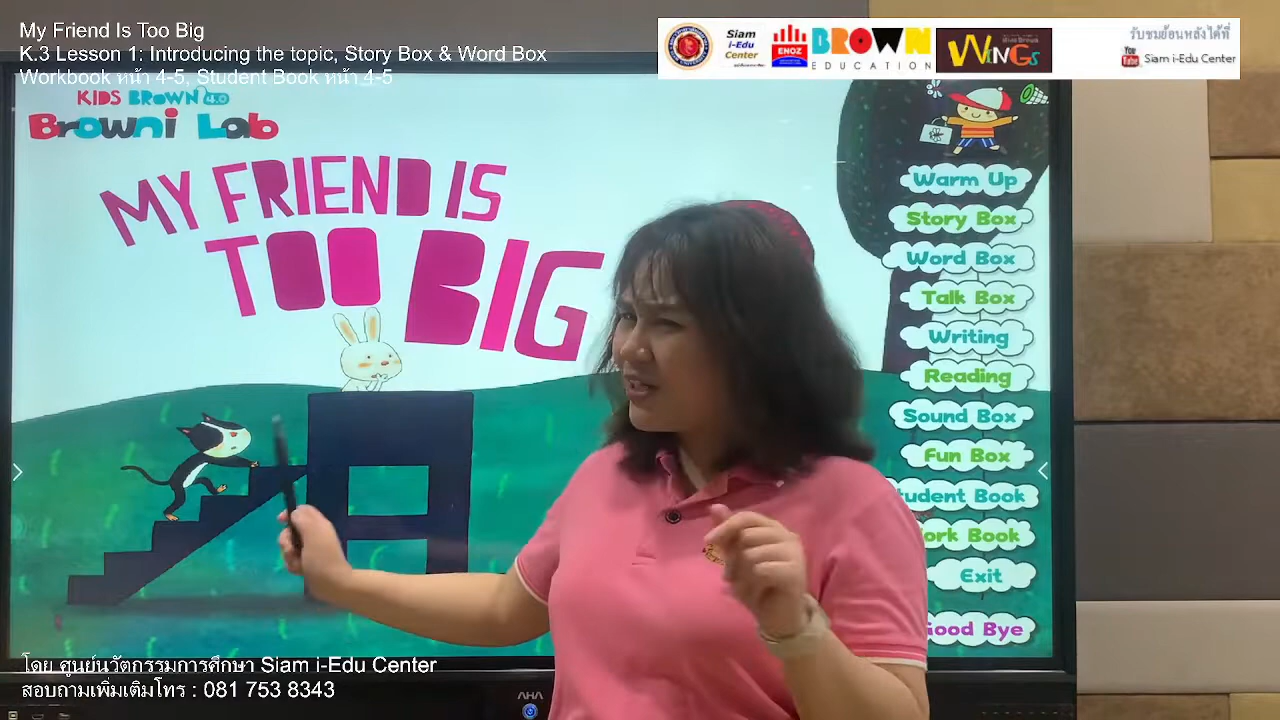 My Friend Is Too Big
K.1 Lesson 1: Introducing the topic, Story Box & Word Box
Workbook หน้า 4-5, Student Book หน้า 4-5
Siam
i-Edu
Center
ENOZ
EDUCATION
BROWN
EDUCATION
WiNGs
รับชมย้อนหลังได้ที่
You
Tube
Siam i-Edu Center
KIDS BROWN 4.0
Browni Lab
MY FRIEND IS
TOO BIG
Warm Up
Story Box
Word Box
Talk Box
Writing
Reading
Sound Box
Fun Box
tudent Book
ork Book
Exit
Good Bye
โดย ศูนย์นวัตกรรมการศึกษา Siam i-Edu Center
สอบถามเพิ่มเติมโทร : 081 753 8343
AHA